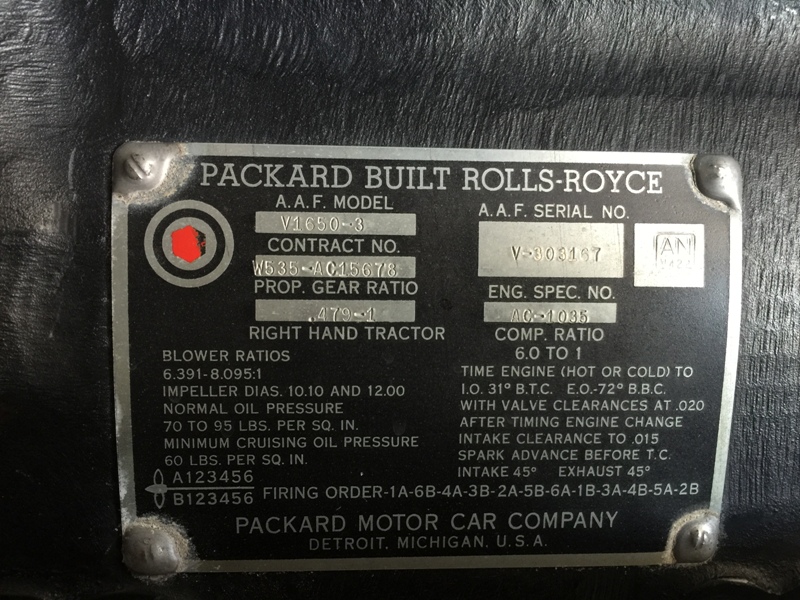 PACKARD BUILT ROLLS-ROYCE
A.A.F. MODEL
V1650-3
CONTRACT NO.
W535-AC15678
PROP. GEAR RATIO
.479-1
RIGHT HAND TRACTOR
A.A.F. SERIAL NO.
V-303167
AN
ENG. SPEC. NO.
AC-1035
COMP. RATIO
6.0 TO 1
BLOWER RATIOS
6.391-8.095:1
IMPELLER DIAS. 10.10 AND 12.00
NORMAL OIL PRESSURE
70 TO 95 LBS. PER SQ. IN.
MINIMUM CRUISING OIL PRESSURE
60 LBS. PER SQ. IN.
TIME ENGINE (HOT OR COLD) TO
I.O. 31° B.T.C. E.O.-72° B.B.C.
WITH VALVE CLEARANCES AT .020
AFTER TIMING ENGINE CHANGE
INTAKE CLEARANCE TO .015
SPARK ADVANCE BEFORE T.C.
INTAKE 45° EXHAUST 45°
A123456
B123456 FIRING ORDER-1A-6B-4A-3B-2A-5B-6A-1B-3A-4B-5A-2B
PACKARD MOTOR CAR COMPANY
DETROIT, MICHIGAN, U.S.A.